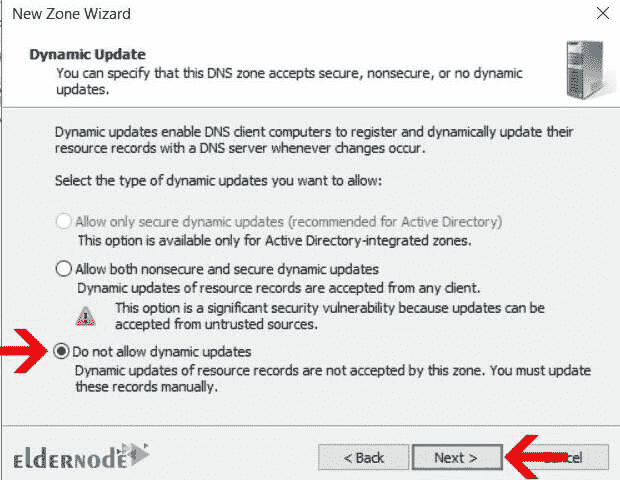 New Zone Wizard
Dynamic Update
You can specify that this DNS zone accepts secure, nonsecure, or no dynamic
updates.
Dynamic updates enable DNS client computers to register and dynamically update their
resource records with a DNS server whenever changes occur.
Select the type of dynamic updates you want to allow:
Allow only secure dynamic updates (recommended for Active Directory)
This option is available only for Active Directory-integrated zones.
Allow both nonsecure and secure dynamic updates
Dynamic updates of resource records are accepted from any client.
This option is a significant security vulnerability because updates can be
accepted from untrusted sources.
Do not allow dynamic updates
Dynamic updates of resource records are not accepted by this zone. You must update
these records manually.
ELDERNODE
< Back Next > Cancel